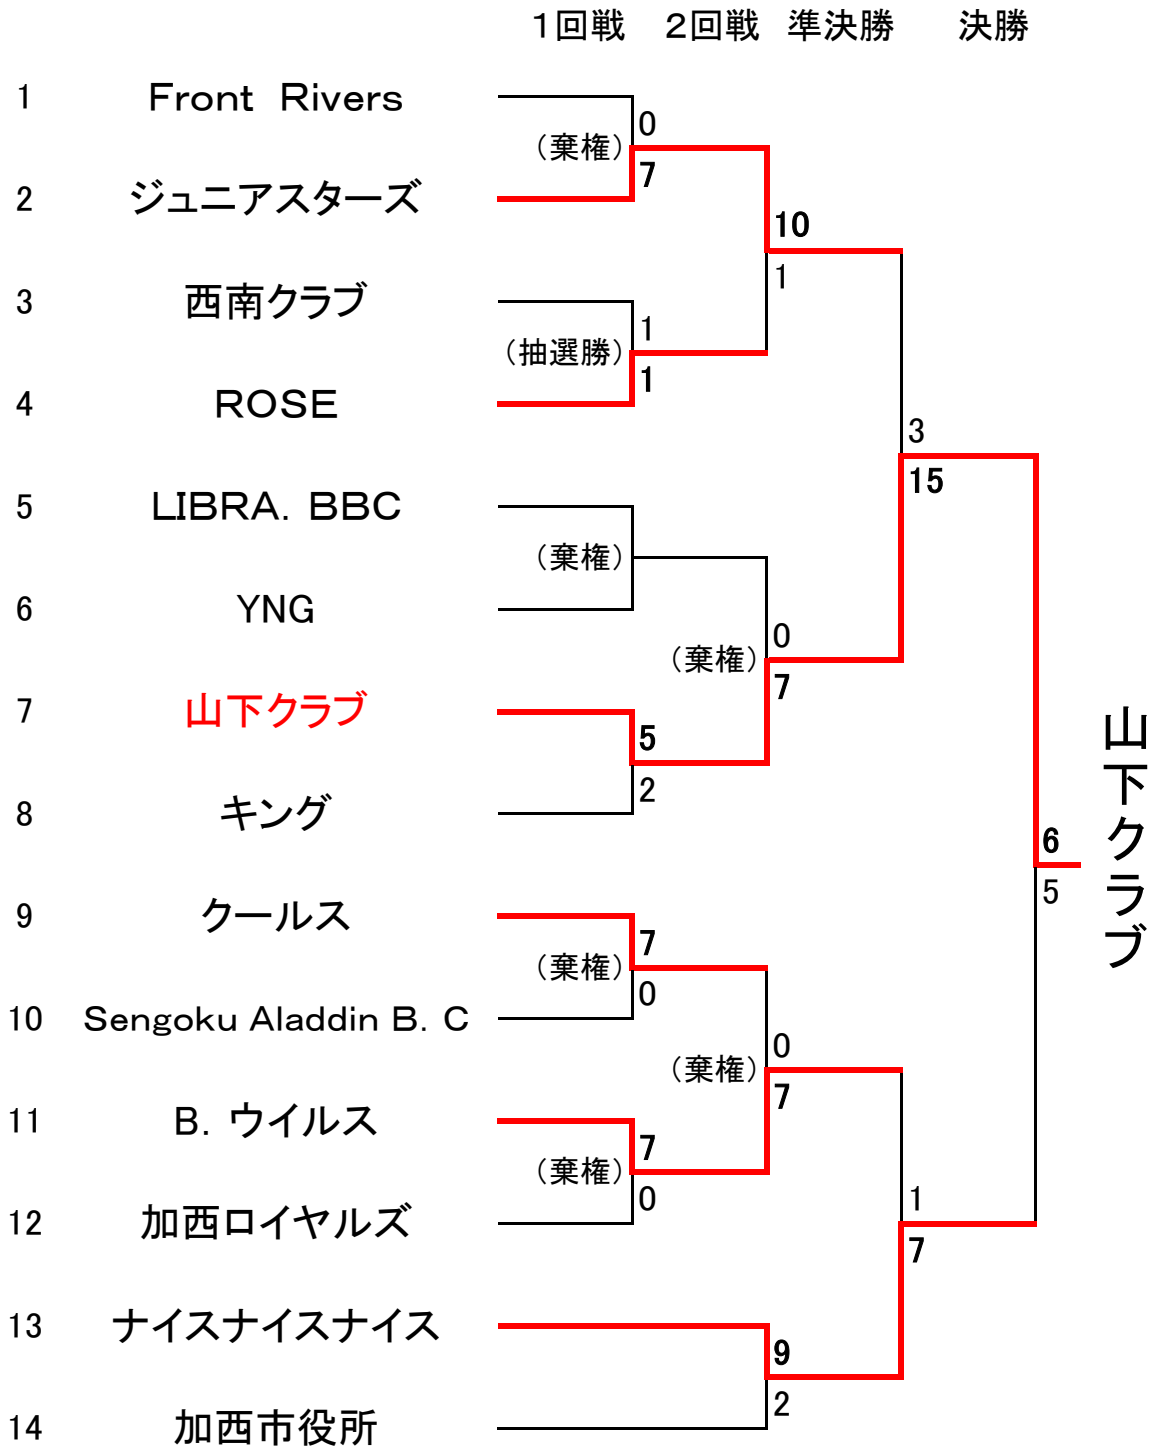 1回戦 2回戦 準決勝 決勝
1 Front Rivers
0
(棄権)
7
2 ジュニアスターズ
10
1
3 西南クラブ
1
(抽選勝)
1
4 ROSE
3
15
5 LIBRA. BBC
(棄権)
6 YNG
0
(棄権)
7
7 山下クラブ
5
2
8 キング
6
5
山下クラブ
9 クールス
7
(棄権)
0
10 Sengoku Aladdin B. C
0
(棄権)
7
11 B. ウイルス
7
(棄権)
0
12 加西ロイヤルズ
1
7
13 ナイスナイスナイス
9
2
14 加西市役所